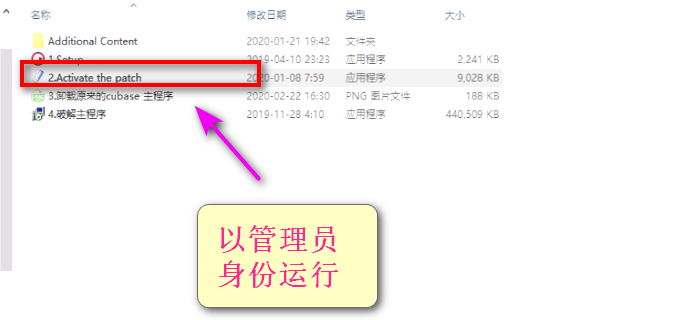 名称 修改日期 类型 大小
Additional Content 2020-01-21 19:42 文件夹
1.Setup 2019-04-10 23:23 应用程序 2,241 KB
2.Activate the patch 2020-01-08 7:59 应用程序 9,028 KB
3.卸载原来的cubase 主程序 2020-02-22 16:30 PNG 图片文件 188 KB
4.破解主程序 2019-11-28 4:10 应用程序 440,509 KB
以管理员
身份运行